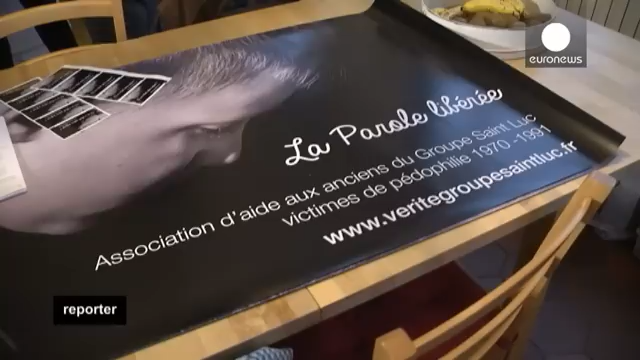 euronews
La Parole libérée
Association d'aide aux anciens du Groupe Saint Luc
victimes de pédophilie 1970-1991
www.veritegroupesaintluc.fr
reporter